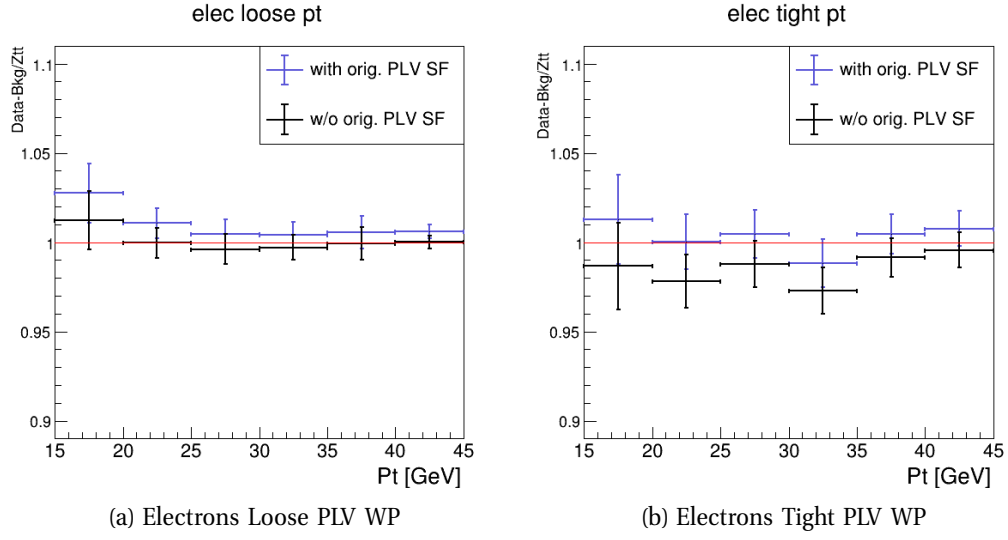 elec loose pt
Data-Bkg/Ztt
1.1
1.05
1
0.95
0.9
with orig. PLV SF
w/o orig. PLV SF
15 20 25 30 35 40 45
Pt [GeV]
(a) Electrons Loose PLV WP
elec tight pt
Data-Bkg/Ztt
1.1
1.05
1
0.95
0.9
with orig. PLV SF
w/o orig. PLV SF
15 20 25 30 35 40 45
Pt [GeV]
(b) Electrons Tight PLV WP